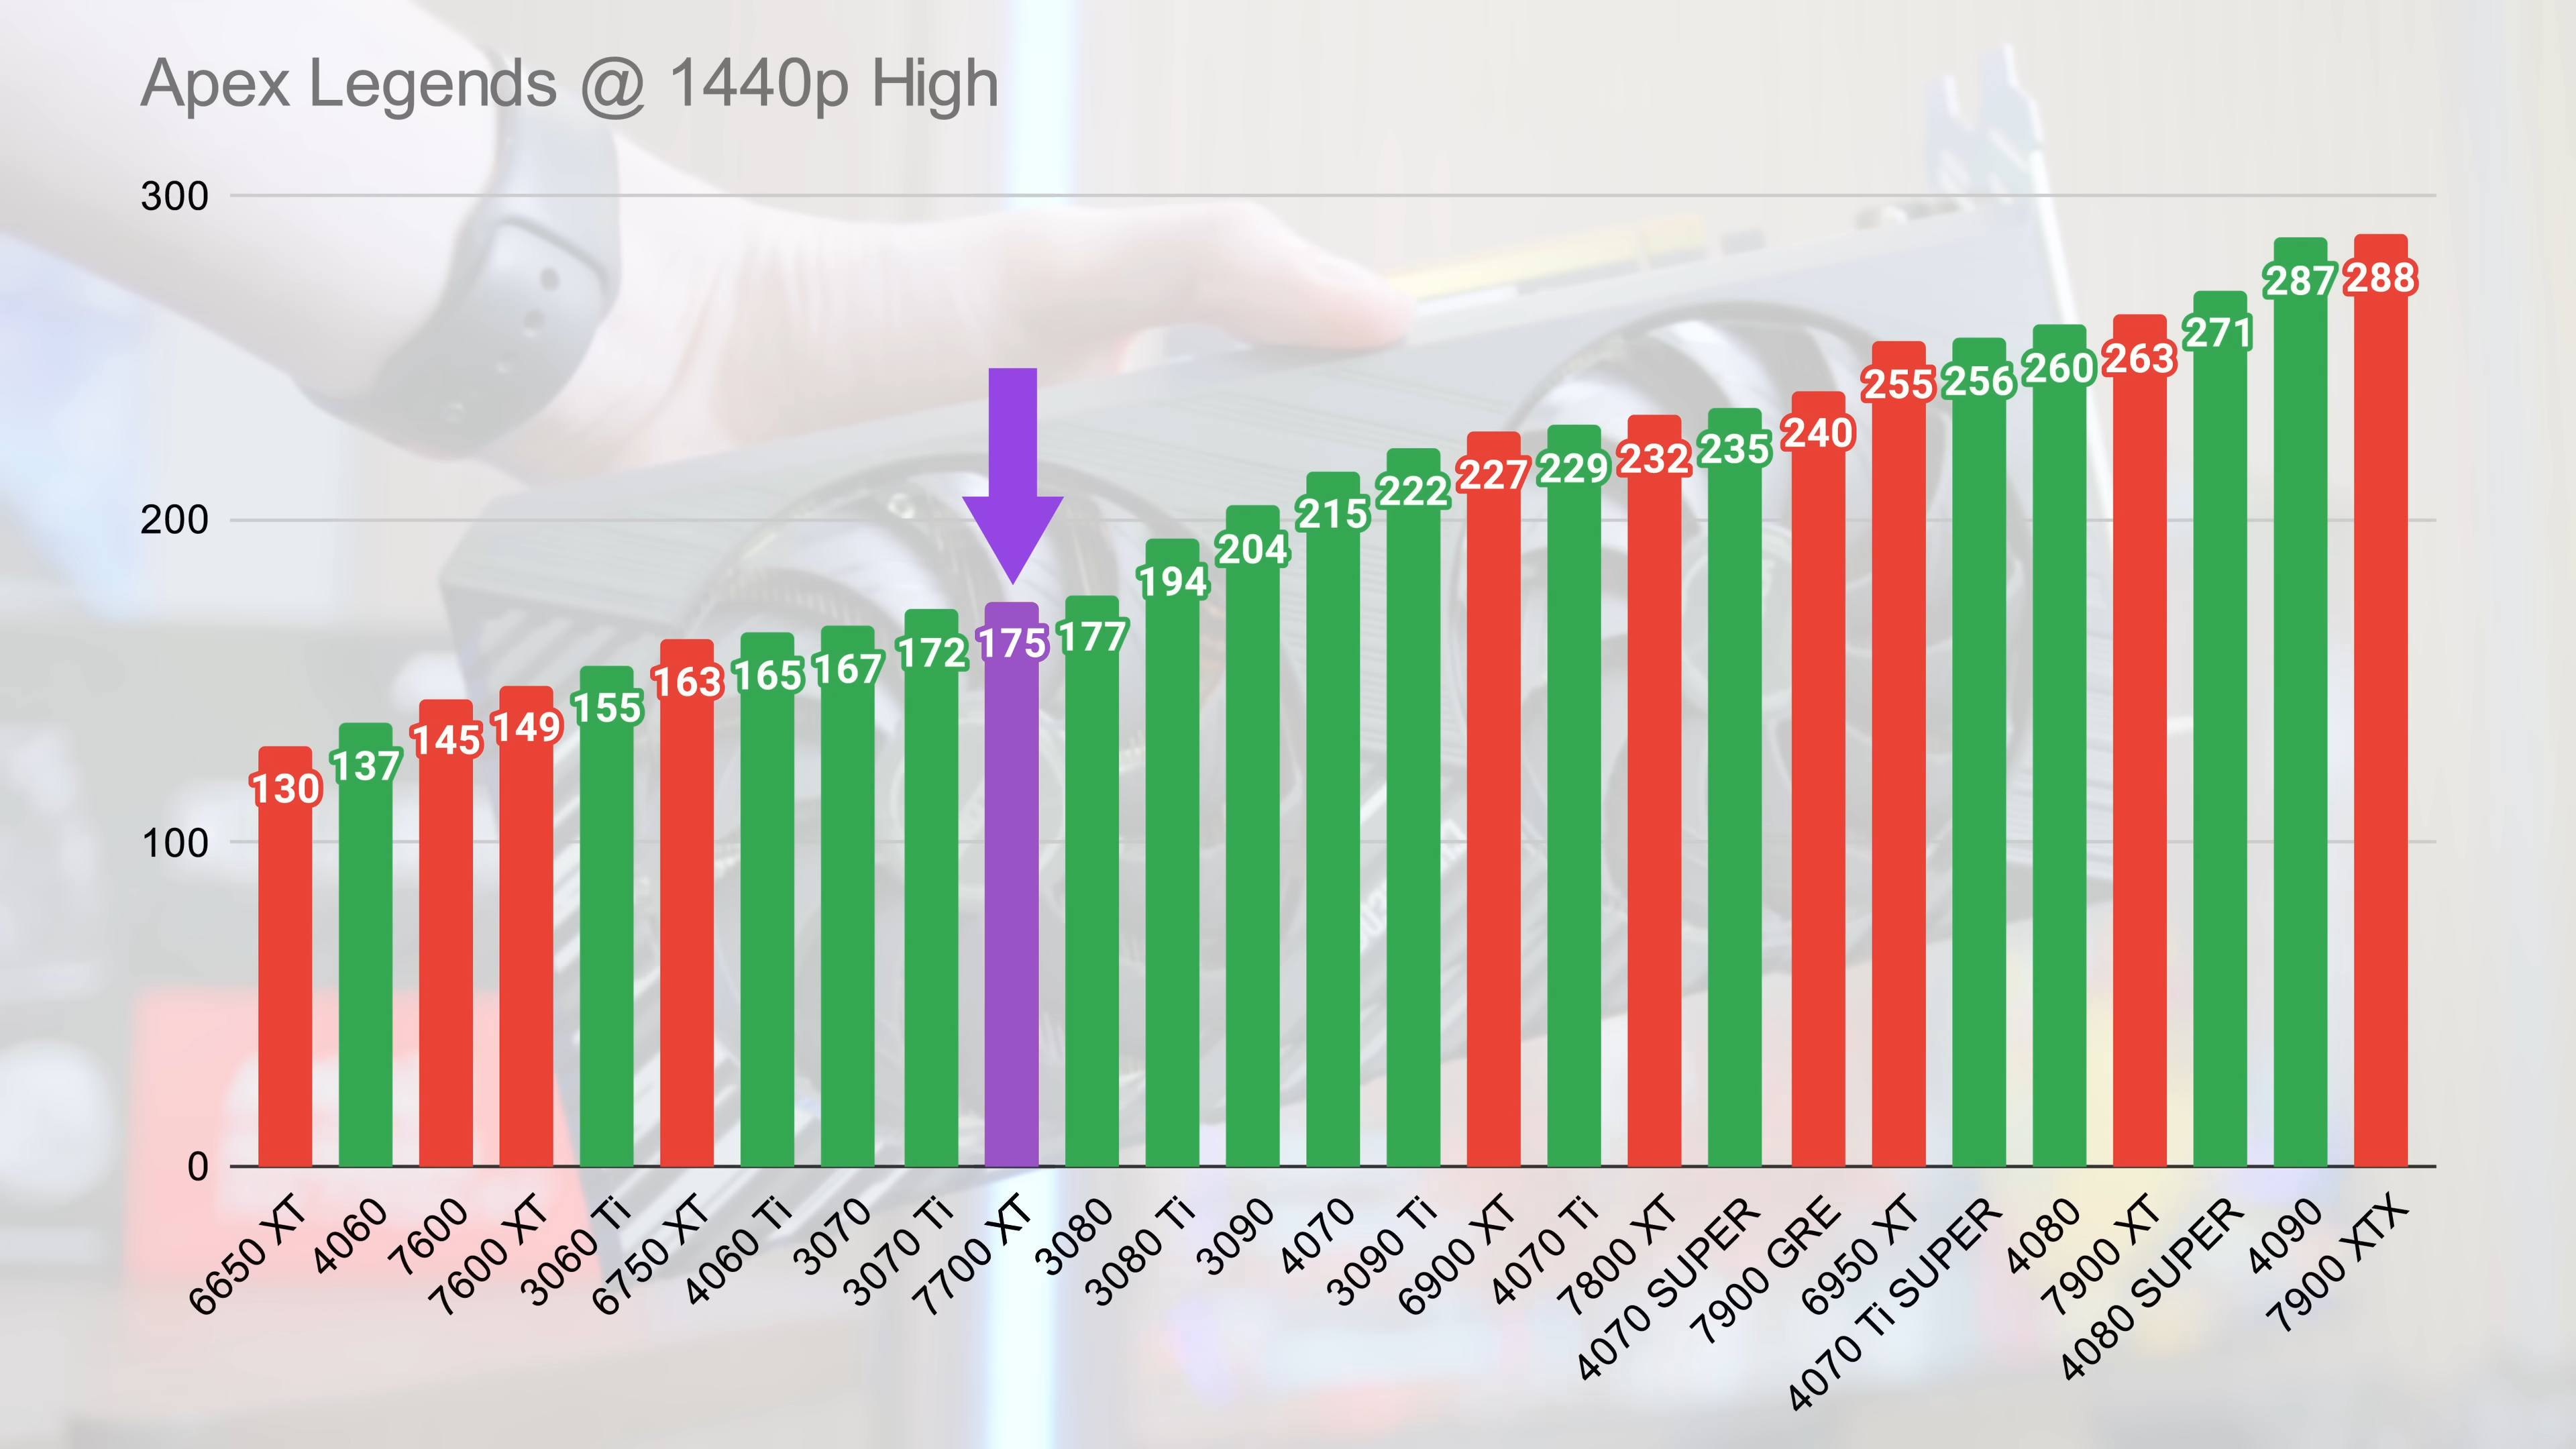 Apex Legends @ 1440p High
300
200
100
0
130
137
145
149
155
163
165
167
172
175
177
194
204
215
222
227
229
232
235
240
255
256
260
263
271
287
288
6650 XT
4060
7600
7600 XT
3060 Ti
6750 XT
4060 Ti
3070
3070 Ti
7700 XT
3080
3080 Ti
3090
4070
3090 Ti
6900 XT
4070 Ti
7800 XT
4070 SUPER
7900 GRE
6950 XT
4070 Ti SUPER
4080
7900 XT
4080 SUPER
4090
7900 XTX